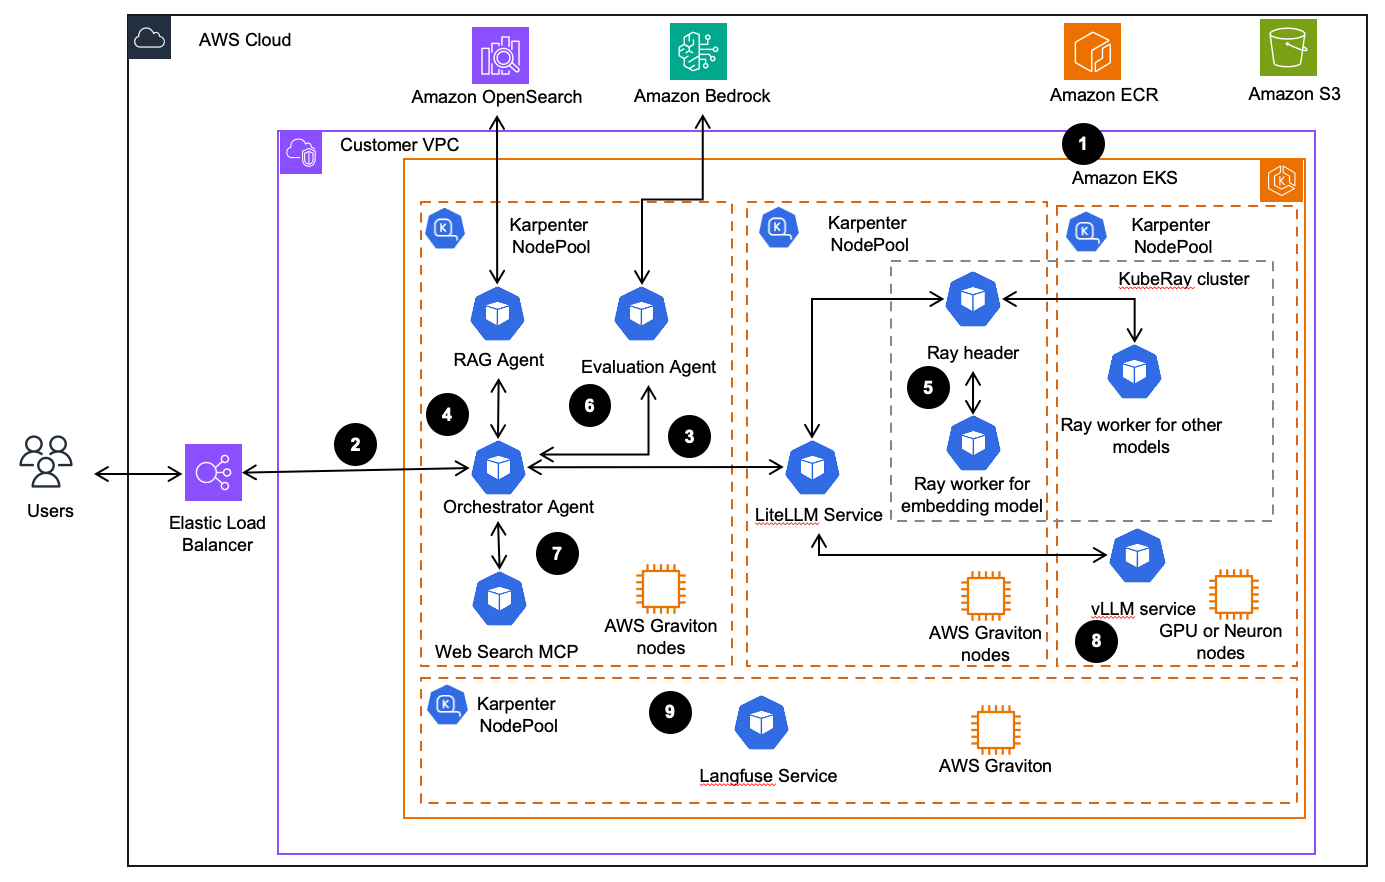 AWS Cloud
Amazon OpenSearch
Amazon Bedrock
Amazon ECR
Amazon S3
Customer VPC
1
Amazon EKS
K
Karpenter
NodePool
K
Karpenter
NodePool
K
Karpenter
NodePool
K
KubeRay cluster
RAG Agent
Evaluation Agent
Ray header
Ray worker for other
models
4
6
3
5
2
Users
Elastic Load
Balancer
Orchestrator Agent
LiteLLM Service
Ray worker for
embedding model
7
Web Search MCP
AWS Graviton
nodes
AWS Graviton
nodes
vLLM service
8
GPU or Neuron
nodes
K
Karpenter
NodePool
9
Langfuse Service
AWS Graviton